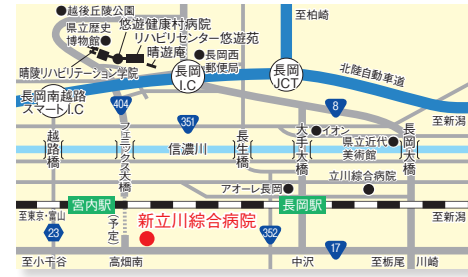 越後丘陵公園
県立歴史
博物館
悠遊健康村病院
リハビリセンター悠遊苑
晴遊庵
晴陵リハビリテーション学院
長岡西
郵便局
至柏崎
長岡
I.C
長岡
JCT
北陸自動車道
長岡南越路
スマートI.C
404
351
8
至新潟
越路橋
フェニックス大橋
信濃川
長生橋
大手大橋
イオン
県立近代
美術館
長岡大橋
アオーレ長岡
立川綜合病院
至東京・富山
宮内駅
長岡駅
至新潟
(予定)
新立川綜合病院
23
352
17
至小千谷
高畑南
中沢
至栃尾
川崎